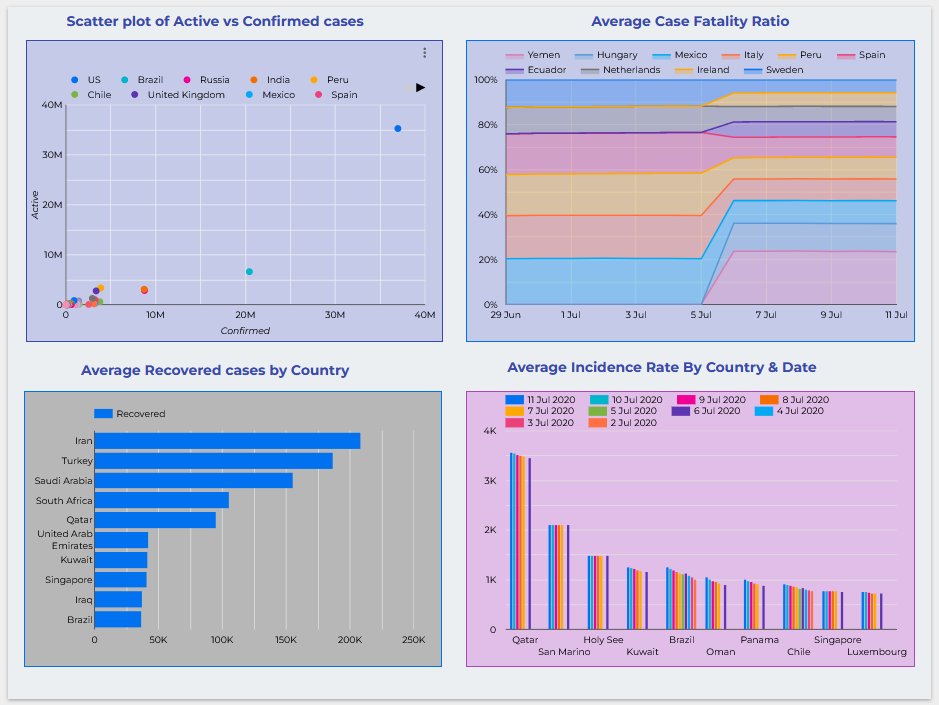 Scatter plot of Active vs Confirmed cases
US Brazil Russia India Peru
Chile United Kingdom Mexico Spain
40M
30M
20M
10M
0
Active
0 10M 20M 30M 40M
Confirmed
Average Case Fatality Ratio
Yemen Hungary Mexico Italy Peru Spain
Ecuador Netherlands Ireland Sweden
100%
80%
60%
40%
20%
0%
29 Jun 1 Jul 3 Jul 5 Jul 7 Jul 9 Jul 11 Jul
Average Recovered cases by Country
Recovered
Iran
Turkey
Saudi Arabia
South Africa
Qatar
United Arab
Emirates
Kuwait
Singapore
Iraq
Brazil
0 50K 100K 150K 200K 250K
Average Incidence Rate By Country & Date
11 Jul 2020 10 Jul 2020 9 Jul 2020 8 Jul 2020
7 Jul 2020 5 Jul 2020 6 Jul 2020 4 Jul 2020
3 Jul 2020 2 Jul 2020
4K
3K
2K
1K
0
Qatar Holy See Brazil Panama Singapore
San Marino Kuwait Oman Chile Luxembourg